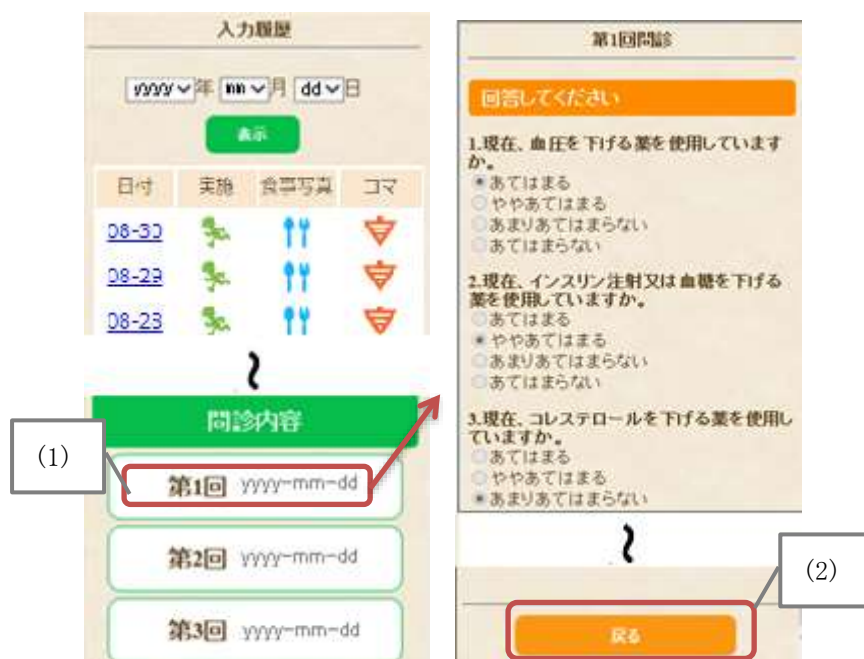 入力履歴
yyyy年 mm月 dd日
表示
日付 実施 食事写真 コマ
08-30
08-29
08-28
問診内容
(1)
第1回 yyyy-mm-dd
第2回 yyyy-mm-dd
第3回 yyyy-mm-dd
第1回問診
回答してください
1.現在、血圧を下げる薬を使用しています
か。
あてはまる
ややあてはまる
あまりあてはまらない
あてはまらない
2.現在、インスリン注射又は血糖を下げる
薬を使用していますか。
あてはまる
ややあてはまる
あまりあてはまらない
あてはまらない
3.現在、コレステロールを下げる薬を使用し
ていますか。
あてはまる
ややあてはまる
あまりあてはまらない
(2)
戻る